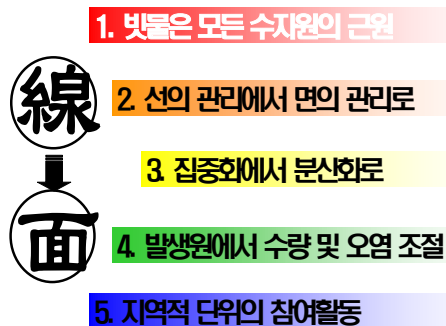 1. 빗물은 모든 수자원의 근원
線
2. 선의 관리에서 면의 관리로
3. 집중화에서 분산화로
面
4. 발생원에서 수량 및 오염 조절
5. 지역적 단위의 참여활동